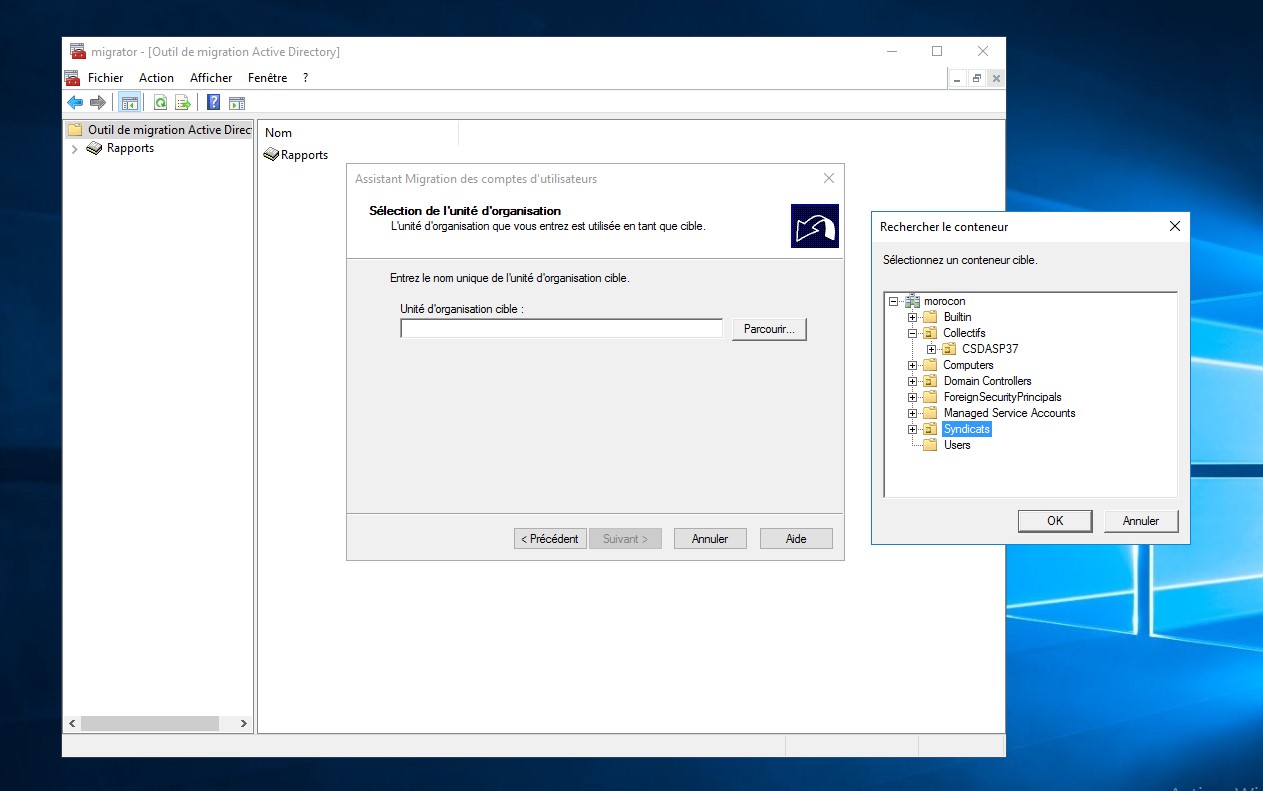 migrator - [Outil de migration Active Directory]
Fichier Action Afficher Fenêtre ?
Outil de migration Active Direc
Rapports
Nom
Rapports
Assistant Migration des comptes d'utilisateurs
Sélection de l'unité d'organisation
L'unité d'organisation que vous entrez est utilisée en tant que cible.
Entrez le nom unique de l'unité d'organisation cible.
Unité d'organisation cible :
Parcourir...
< Précédent Suivant > Annuler Aide
Rechercher le conteneur
Sélectionnez un conteneur cible.
morocon
Builtin
Collectifs
CSDASP37
Computers
Domain Controllers
ForeignSecurityPrincipals
Managed Service Accounts
Syndicats
Users
OK Annuler